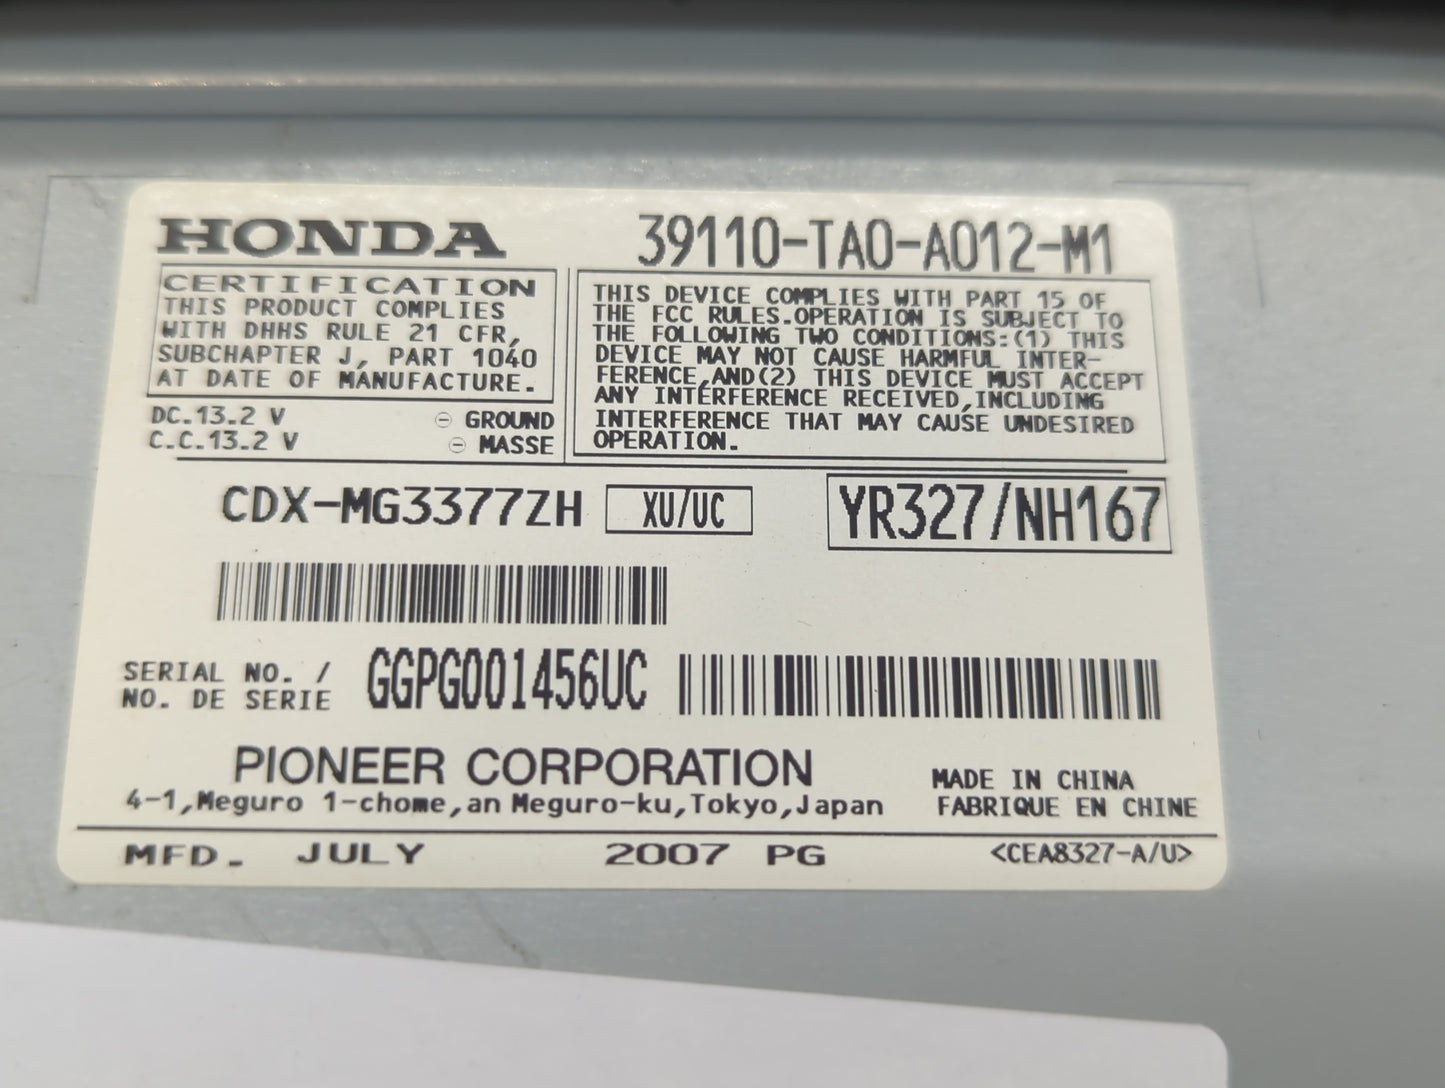 HONDA
39110-TA0-A012-M1
CERTIFICATION
THIS PRODUCT COMPLIES
WITH DHHS RULE 21 CFR,
SUBCHAPTER J, PART 1040
AT DATE OF MANUFACTURE.
DC.13.2 V ⊖ GROUND
C.C.13.2 V ⊖ MASSE
THIS DEVICE COMPLIES WITH PART 15 OF
THE FCC RULES.OPERATION IS SUBJECT TO
THE FOLLOWING TWO CONDITIONS:(1) THIS
DEVICE MAY NOT CAUSE HARMFUL INTER-
FERENCE,AND(2) THIS DEVICE MUST ACCEPT
ANY INTERFERENCE RECEIVED,INCLUDING
INTERFERENCE THAT MAY CAUSE UNDESIRED
OPERATION.
CDX-MG3377ZH XU/UC YR327/NH167
SERIAL NO. /
NO. DE SERIE
GGPG001456UC
PIONEER CORPORATION
4-1,Meguro 1-chome,an Meguro-ku,Tokyo,Japan
MADE IN CHINA
FABRIQUE EN CHINE
MFD. JULY 2007 PG <CEA8327-A/U>